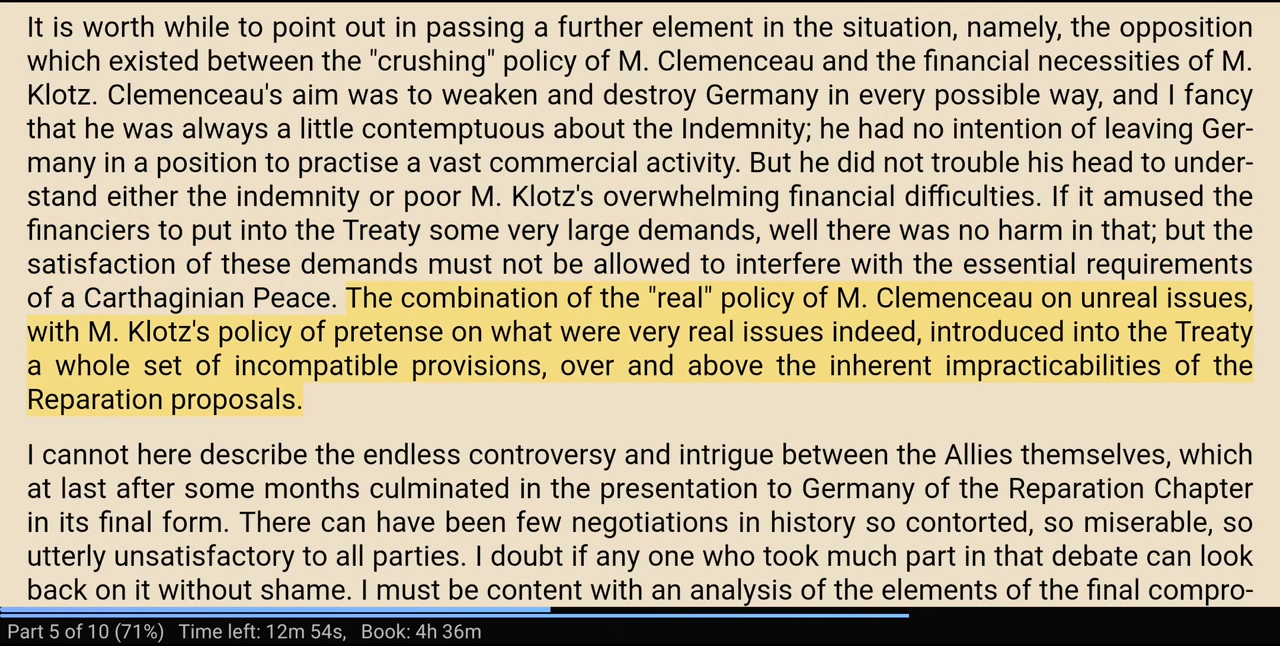 It is worth while to point out in passing a further element in the situation, namely, the opposition
which existed between the "crushing" policy of M. Clemenceau and the financial necessities of M.
Klotz. Clemenceau's aim was to weaken and destroy Germany in every possible way, and I fancy
that he was always a little contemptuous about the Indemnity; he had no intention of leaving Ger-
many in a position to practise a vast commercial activity. But he did not trouble his head to under-
stand either the indemnity or poor M. Klotz's overwhelming financial difficulties. If it amused the
financiers to put into the Treaty some very large demands, well there was no harm in that; but the
satisfaction of these demands must not be allowed to interfere with the essential requirements
of a Carthaginian Peace. The combination of the "real" policy of M. Clemenceau on unreal issues,
with M. Klotz's policy of pretense on what were very real issues indeed, introduced into the Treaty
a whole set of incompatible provisions, over and above the inherent impracticabilities of the
Reparation proposals.
I cannot here describe the endless controversy and intrigue between the Allies themselves, which
at last after some months culminated in the presentation to Germany of the Reparation Chapter
in its final form. There can have been few negotiations in history so contorted, so miserable, so
utterly unsatisfactory to all parties. I doubt if any one who took much part in that debate can look
back on it without shame. I must be content with an analysis of the elements of the final compro-
Part 5 of 10 (71%) Time left: 12m 54s, Book: 4h 36m